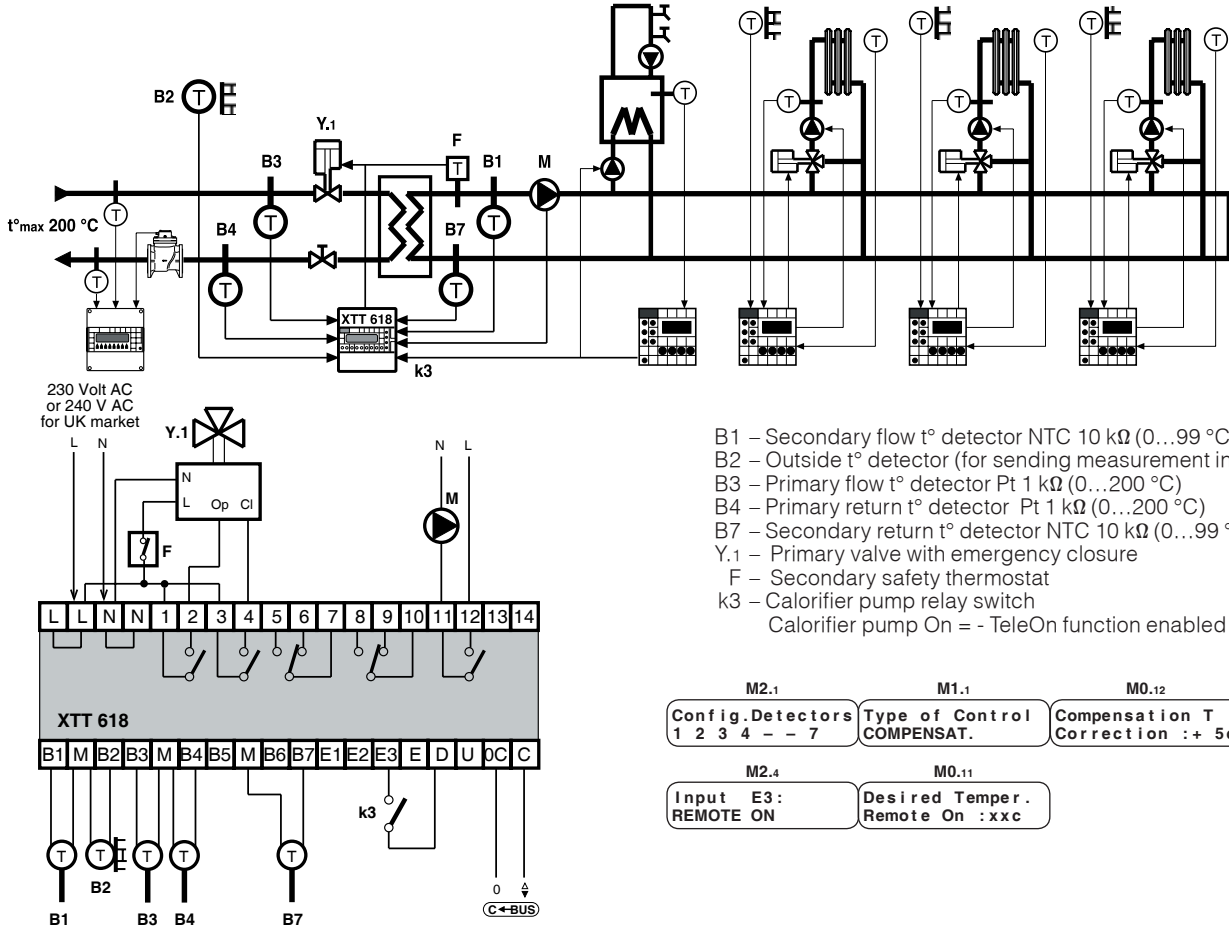 T
T
T
T
T
T
T
B2
T
Y.1
T
T
T
F
T
B3
B1
M
t°max 200 °C
T
B4
T
B7
T
T
T
T
XTT 618
k3
230 Volt AC
or 240 V AC
for UK market
L N
Y.1
N
L
Op Cl
F
N L
M
L L N N 1 2 3 4 5 6 7 8 9 10 11 12 13 14
XTT 618
B1 M B2 B3 M B4 B5 M B6 B7 E1 E2 E3 E D U 0C C
k3
T T T T T
B2
B1 B3 B4 B7
0
C BUS
B1 – Secondary flow t° detector NTC 10 kΩ (0...99 °C
B2 – Outside t° detector (for sending measurement in
B3 – Primary flow t° detector Pt 1 kΩ (0...200 °C)
B4 – Primary return t° detector Pt 1 kΩ (0...200 °C)
B7 – Secondary return t° detector NTC 10 kΩ (0...99 °
Y.1 – Primary valve with emergency closure
F – Secondary safety thermostat
k3 – Calorifier pump relay switch
Calorifier pump On = - TeleOn function enabled
M2.1 M1.1 M0.12
Config.Detectors Type of Control Compensation T
1 2 3 4 – – 7 COMPENSAT. Correction :+ 5
M2.4 M0.11
Input E3: Desired Temper.
REMOTE ON Remote On :xxc